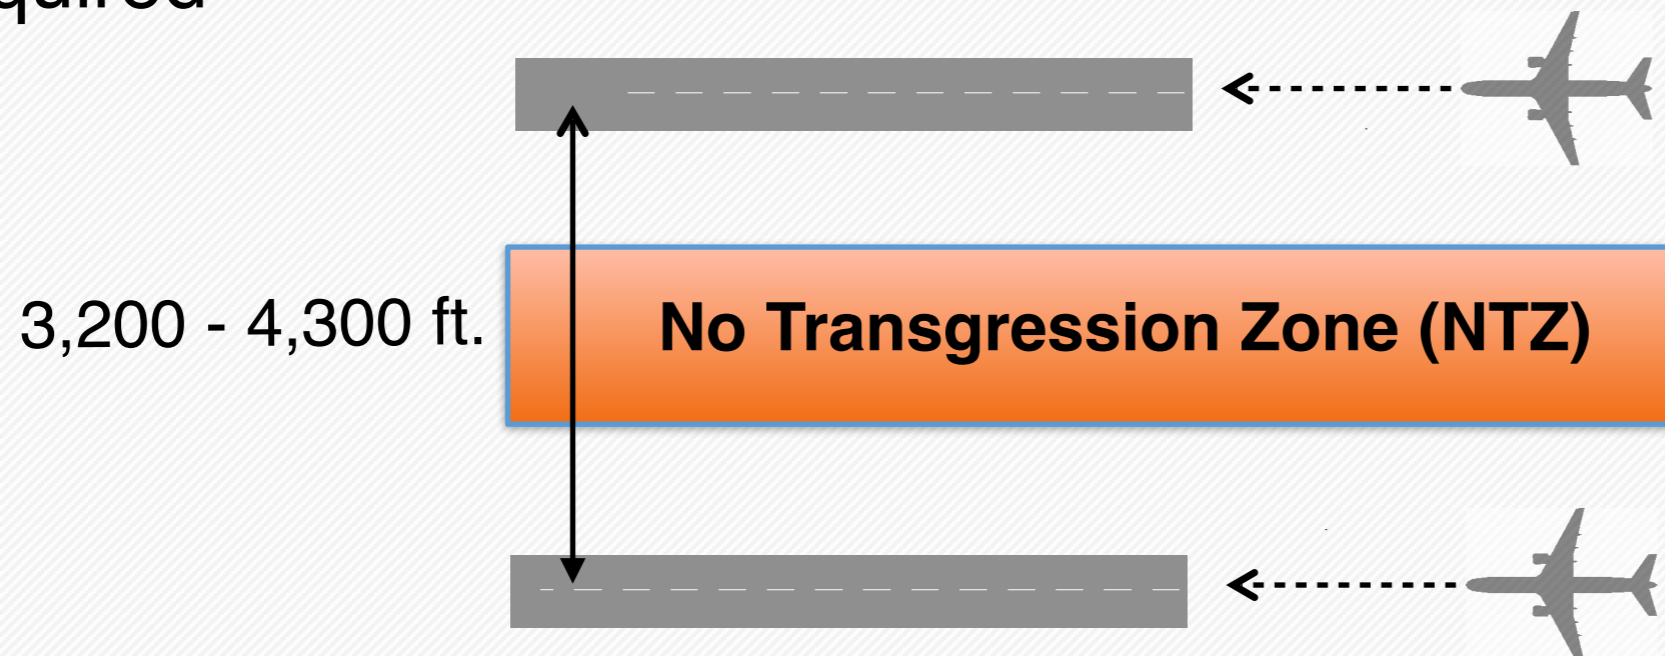 3,200 - 4,300 ft.
No Transgression Zone (NTZ)